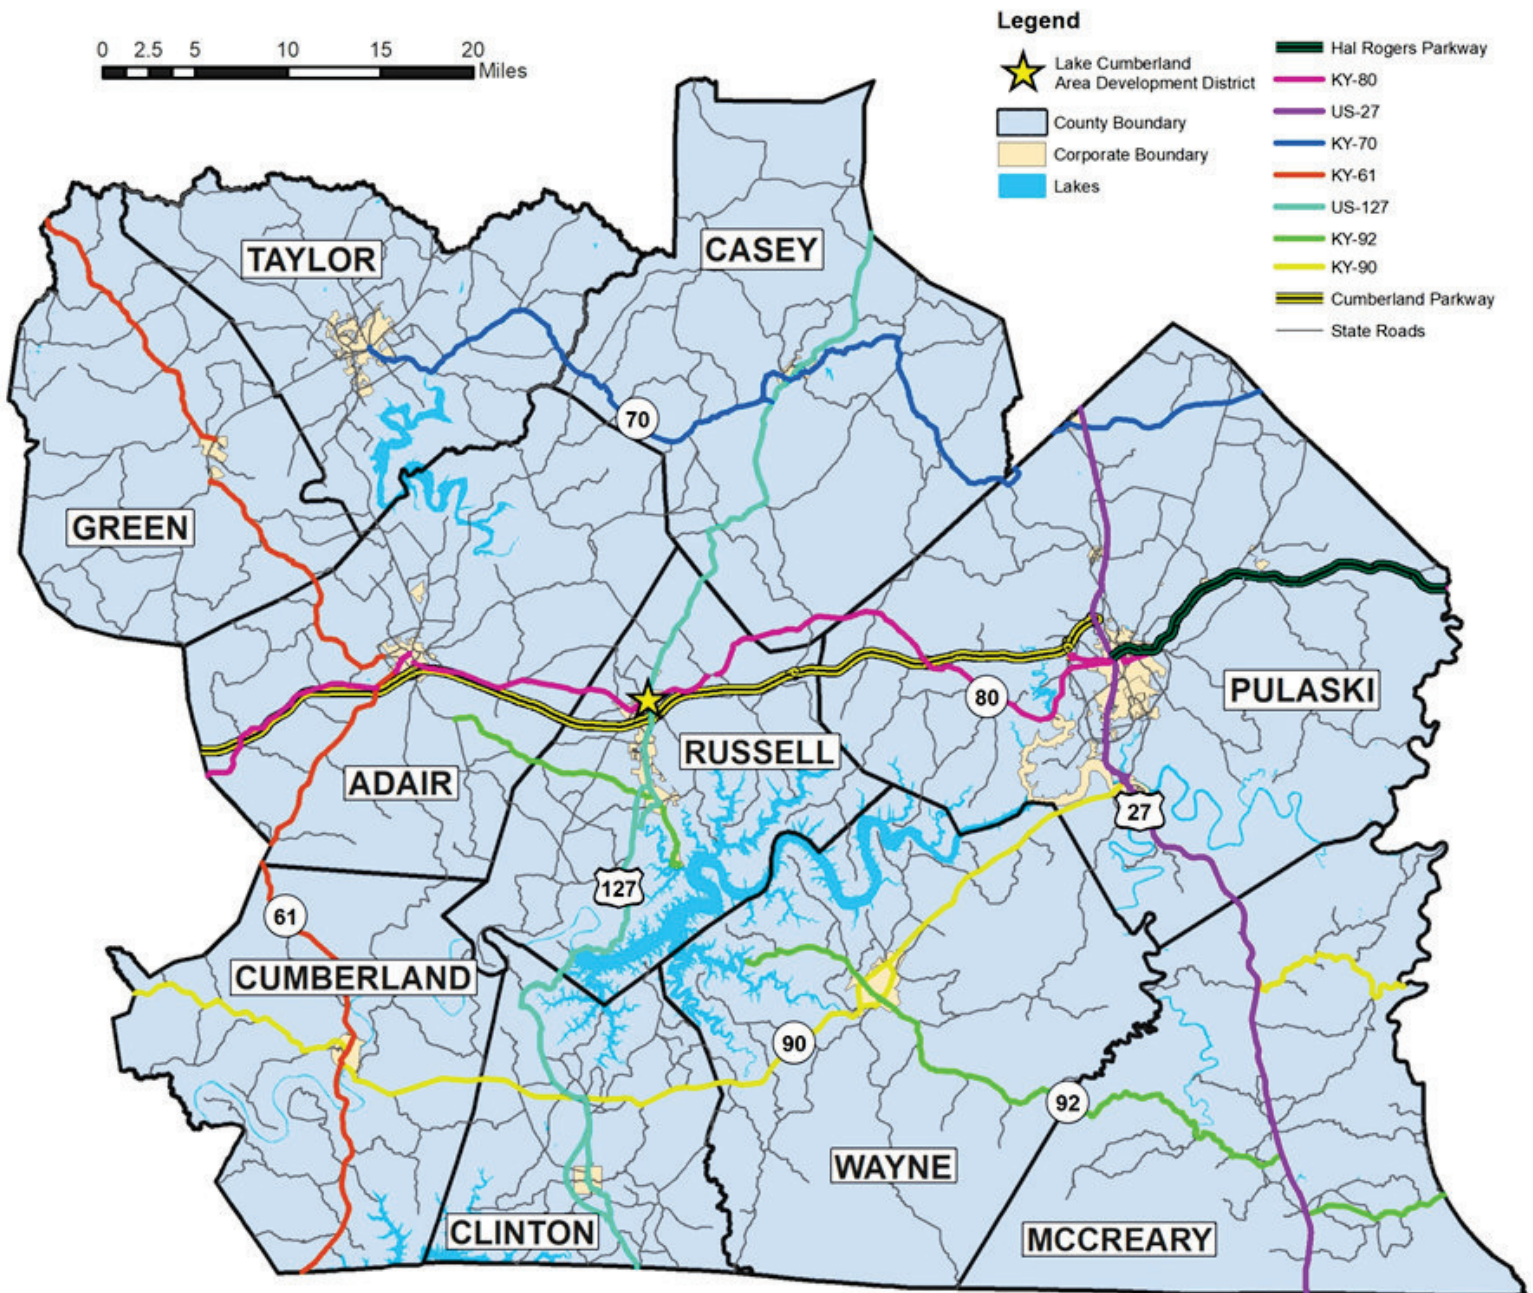 0 2.5 5 10 15 20 Miles
Legend
Lake Cumberland
Area Development District
County Boundary
Corporate Boundary
Lakes
Hal Rogers Parkway
KY-80
US-27
KY-70
KY-61
US-127
KY-92
KY-90
Cumberland Parkway
State Roads
TAYLOR
CASEY
70
GREEN
80
PULASKI
RUSSELL
ADAIR
27
127
61
CUMBERLAND
90
92
WAYNE
CLINTON
MCCREARY